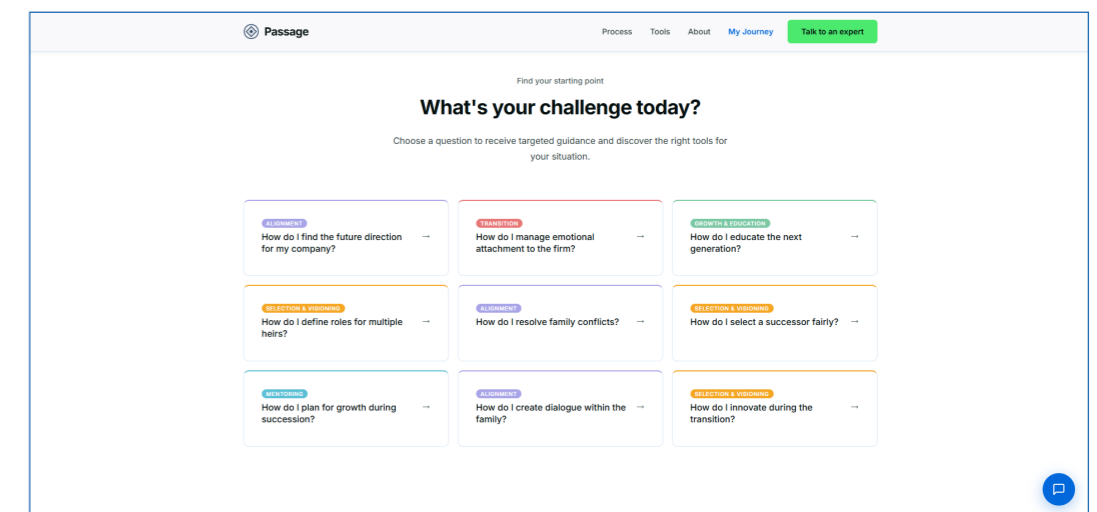 Passage
Process
Tools
About
My Journey
Talk to an expert
Find your starting point
What's your challenge today?
Choose a question to receive targeted guidance and discover the right tools for
your situation.
ALIGNMENT
How do I find the future direction
for my company?
→
TRANSITION
How do I manage emotional
attachment to the firm?
→
GROWTH & EDUCATION
How do I educate the next
generation?
→
SELECTION & VISIONING
How do I define roles for multiple
heirs?
→
ALIGNMENT
How do I resolve family conflicts?
→
SELECTION & VISIONING
How do I select a successor fairly?
→
MENTORING
How do I plan for growth during
succession?
→
ALIGNMENT
How do I create dialogue within the
family?
→
SELECTION & VISIONING
How do I innovate during the
transition?
→